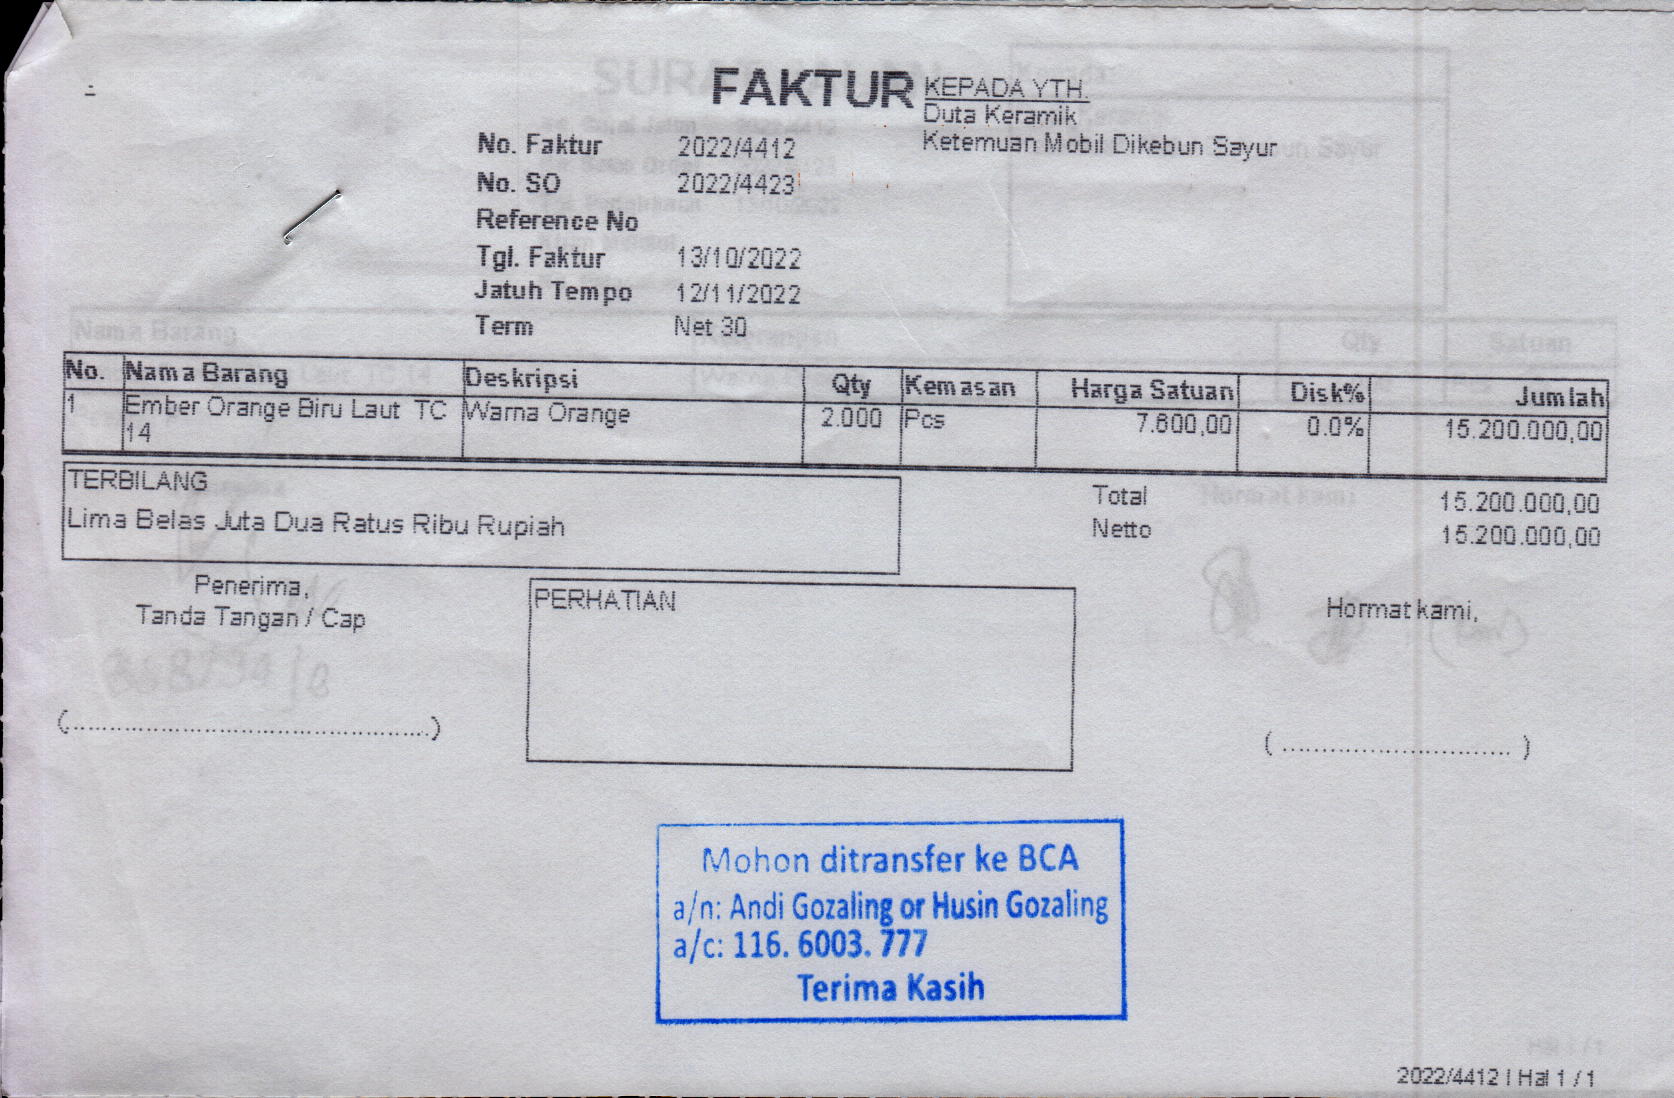 FAKTUR
KEPADA YTH.
Duta Keramik
Ketemuan Mobil Dikebun Sayur
No. Faktur 2022/4412
No. SO 2022/4423
Reference No
Tgl. Faktur 13/10/2022
Jatuh Tempo 12/11/2022
Term Net 30
No. Nama Barang Deskripsi Qty Kemasan Harga Satuan Disk% Jumlah
1 Ember Orange Biru Laut TC Warna Orange 2.000 Pcs 7.600,00 0.0% 15.200.000,00
14
TERBILANG
Lima Belas Juta Dua Ratus Ribu Rupiah
Total 15.200.000,00
Netto 15.200.000,00
Penerima,
Tanda Tangan / Cap
PERHATIAN
Hormat kami,
(................................................)
( ............................. )
Mohon ditransfer ke BCA
a/n: Andi Gozaling or Husin Gozaling
a/c: 116. 6003. 777
Terima Kasih
2022/4412 | Hal 1 / 1